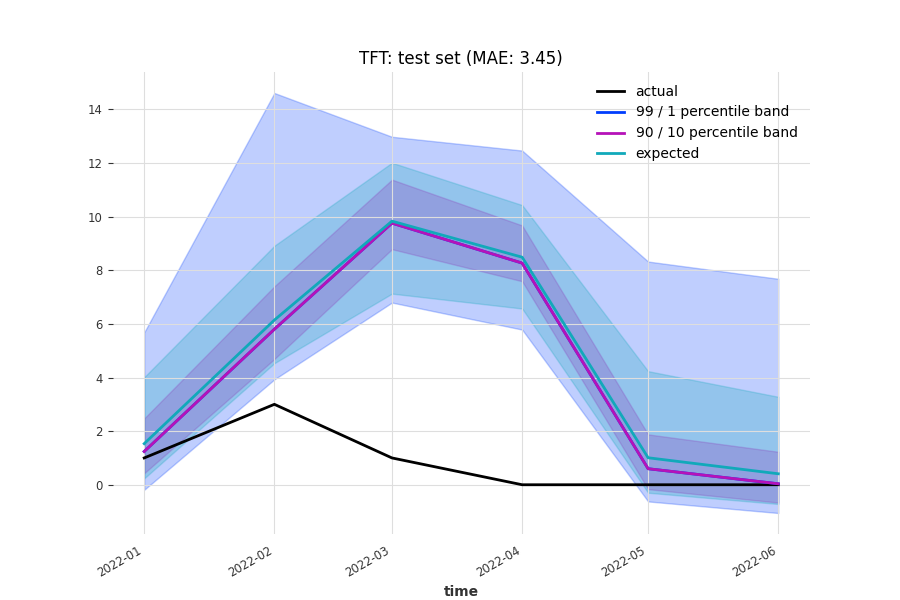 TFT: test set (MAE: 3.45)
actual
99 / 1 percentile band
90 / 10 percentile band
expected
14
12
10
8
6
4
2
0
2022-01
2022-02
2022-03
2022-04
2022-05
2022-06
time